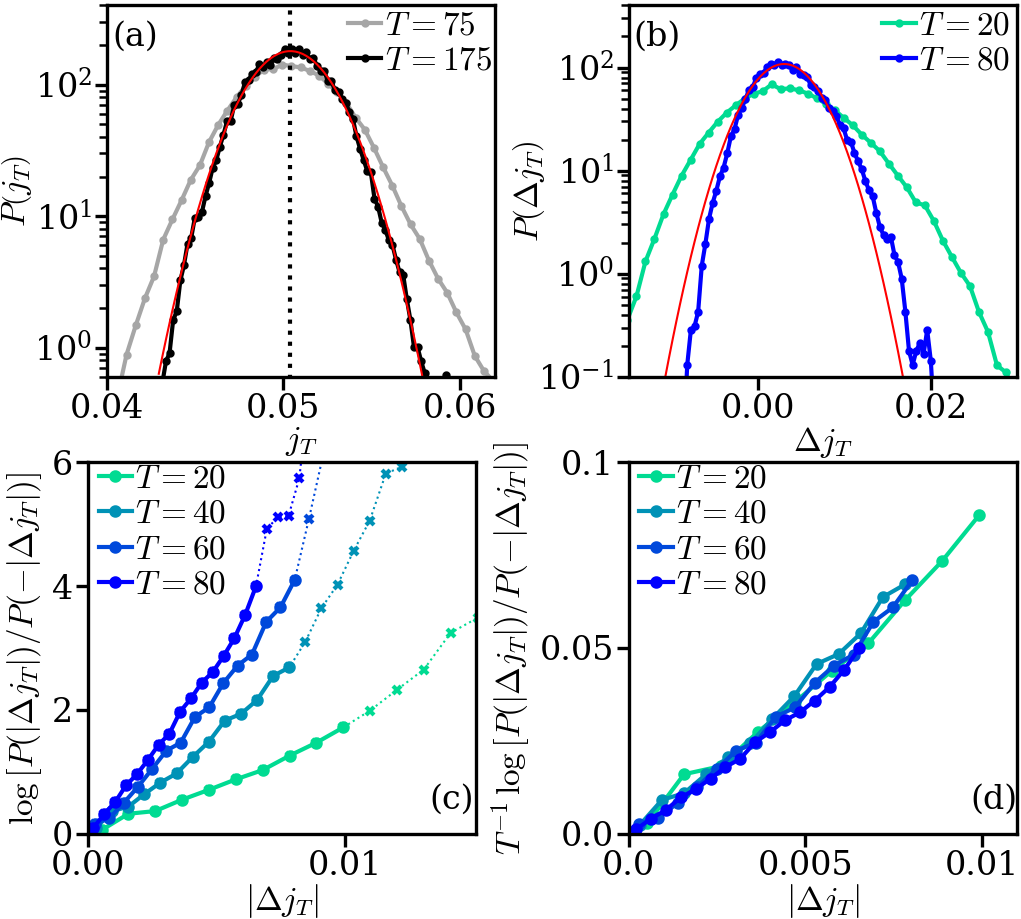 (a)
T = 75
T = 175
10²
10¹
10⁰
P(j_T)
0.04
0.05
0.06
j_T
(b)
T = 20
T = 80
10²
10¹
10⁰
10⁻¹
P(Δj_T)
0.00
0.02
Δj_T
T = 20
T = 40
T = 60
T = 80
6
4
2
0
log [P(|Δj_T|)/P(−|Δj_T|)]
(c)
0.00
0.01
|Δj_T|
T = 20
T = 40
T = 60
T = 80
0.1
0.05
0.0
T⁻¹ log [P(|Δj_T|)/P(−|Δj_T|)]
(d)
0.0
0.005
0.01
|Δj_T|